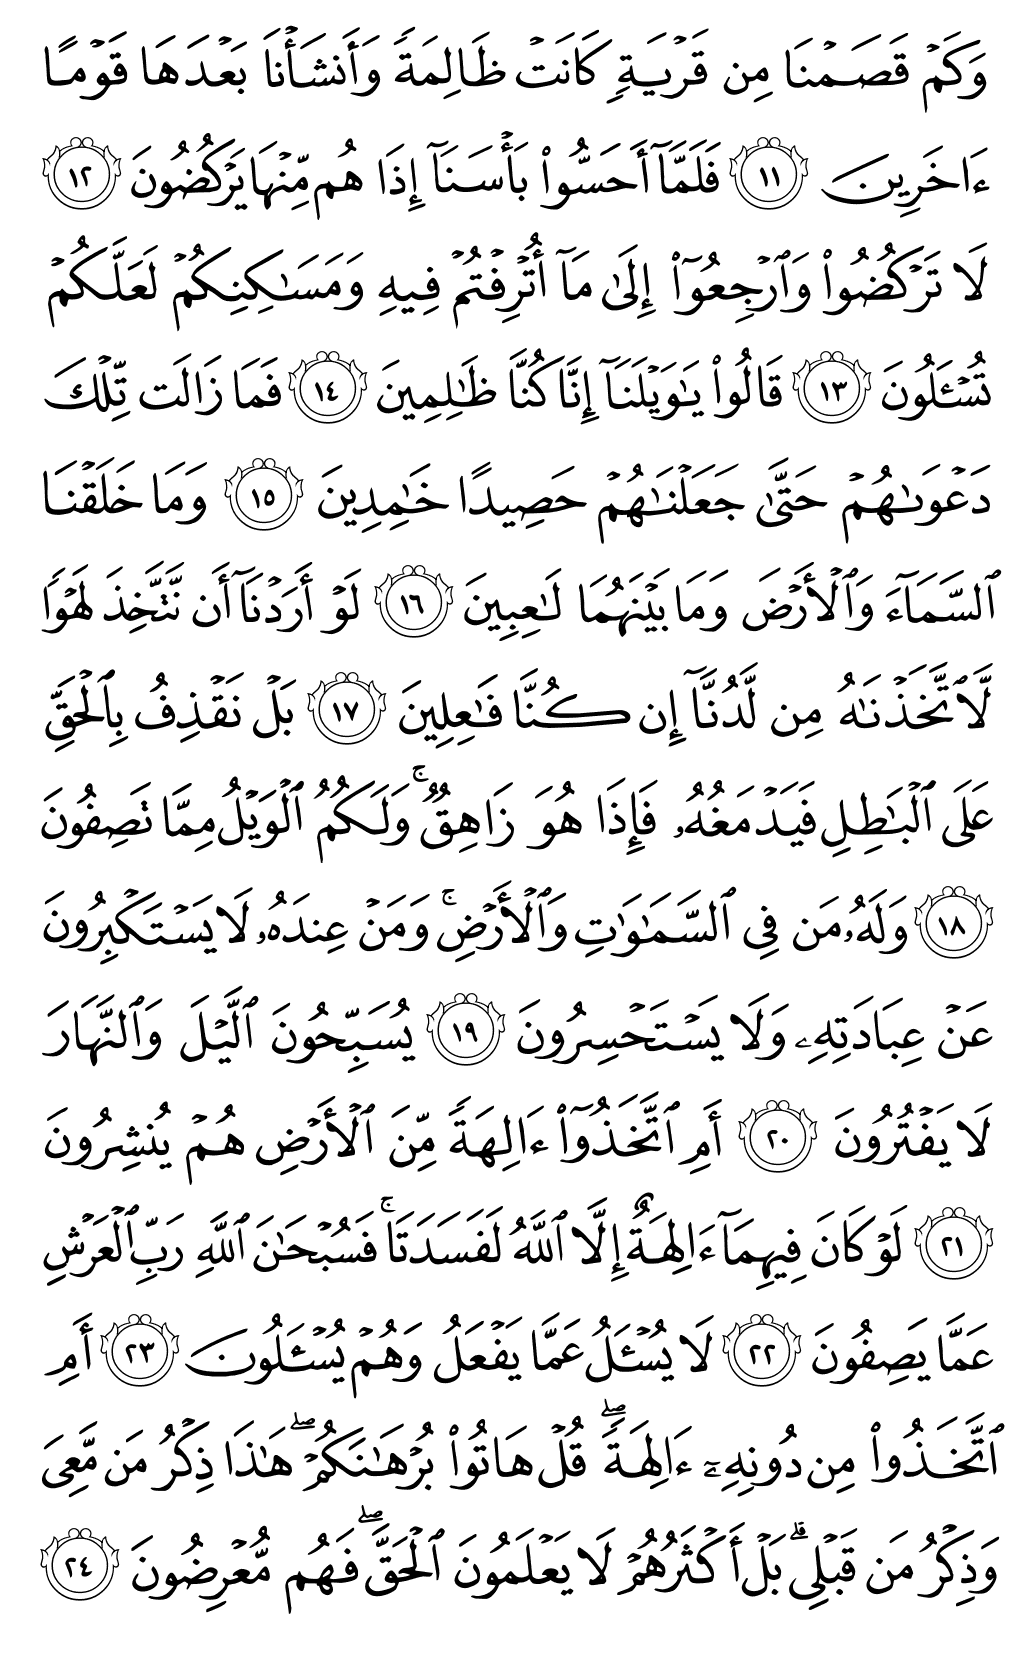 وَكَمۡ قَصَمۡنَا مِن قَرۡيَةٖ كَانَتۡ ظَالِمَةٗ وَأَنشَأۡنَا بَعۡدَهَا قَوۡمًا
ءَاخَرِينَ ١١ فَلَمَّآ أَحَسُّواْ بَأۡسَنَآ إِذَا هُم مِّنۡهَا يَرۡكُضُونَ ١٢
لَا تَرۡكُضُواْ وَٱرۡجِعُوٓاْ إِلَىٰ مَآ أُتۡرِفۡتُمۡ فِيهِ وَمَسَٰكِنِكُمۡ لَعَلَّكُمۡ
تُسۡـَٔلُونَ ١٣ قَالُواْ يَٰوَيۡلَنَآ إِنَّا كُنَّا ظَٰلِمِينَ ١٤ فَمَا زَالَت تِّلۡكَ
دَعۡوَىٰهُمۡ حَتَّىٰ جَعَلۡنَٰهُمۡ حَصِيدًا خَٰمِدِينَ ١٥ وَمَا خَلَقۡنَا
ٱلسَّمَآءَ وَٱلۡأَرۡضَ وَمَا بَيۡنَهُمَا لَٰعِبِينَ ١٦ لَوۡ أَرَدۡنَآ أَن نَّتَّخِذَ لَهۡوٗا
لَّٱتَّخَذۡنَٰهُ مِن لَّدُنَّآ إِن كُنَّا فَٰعِلِينَ ١٧ بَلۡ نَقۡذِفُ بِٱلۡحَقِّ
عَلَى ٱلۡبَٰطِلِ فَيَدۡمَغُهُۥ فَإِذَا هُوَ زَاهِقٞۚ وَلَكُمُ ٱلۡوَيۡلُ مِمَّا تَصِفُونَ
١٨ وَلَهُۥ مَن فِي ٱلسَّمَٰوَٰتِ وَٱلۡأَرۡضِۚ وَمَنۡ عِندَهُۥ لَا يَسۡتَكۡبِرُونَ
عَنۡ عِبَادَتِهِۦ وَلَا يَسۡتَحۡسِرُونَ ١٩ يُسَبِّحُونَ ٱلَّيۡلَ وَٱلنَّهَارَ
لَا يَفۡتُرُونَ ٢٠ أَمِ ٱتَّخَذُوٓاْ ءَالِهَةٗ مِّنَ ٱلۡأَرۡضِ هُمۡ يُنشِرُونَ
٢١ لَوۡ كَانَ فِيهِمَآ ءَالِهَةٌ إِلَّا ٱللَّهُ لَفَسَدَتَاۚ فَسُبۡحَٰنَ ٱللَّهِ رَبِّ ٱلۡعَرۡشِ
عَمَّا يَصِفُونَ ٢٢ لَا يُسۡـَٔلُ عَمَّا يَفۡعَلُ وَهُمۡ يُسۡـَٔلُونَ ٢٣ أَمِ
ٱتَّخَذُواْ مِن دُونِهِۦٓ ءَالِهَةٗۖ قُلۡ هَاتُواْ بُرۡهَٰنَكُمۡۖ هَٰذَا ذِكۡرُ مَن مَّعِيَ
وَذِكۡرُ مَن قَبۡلِيۚ بَلۡ أَكۡثَرُهُمۡ لَا يَعۡلَمُونَ ٱلۡحَقَّۖ فَهُم مُّعۡرِضُونَ ٢٤